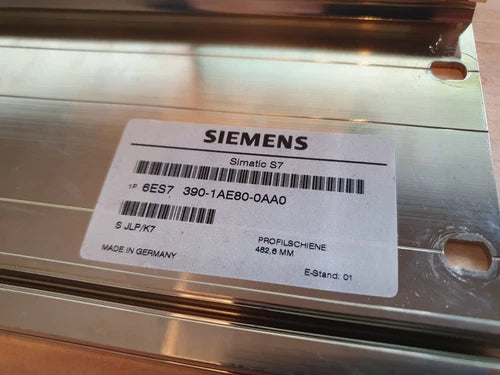 SIEMENS
Simatic S7
1P 6ES7 390-1AE80-0AA0
S JLP/K7
PROFILSCHIENE
482,6 MM
MADE IN GERMANY
E-Stand: 01